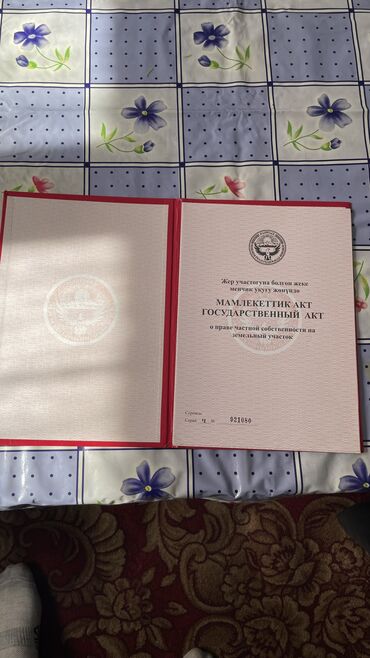 Жер участогуна болгон жеке
менчик укугу жөнүндө
МАМЛЕКЕТТИК АКТ
ГОСУДАРСТВЕННЫЙ АКТ
о праве частной собственности на
земельный участок
Сериясы
Серия Ч № 021080